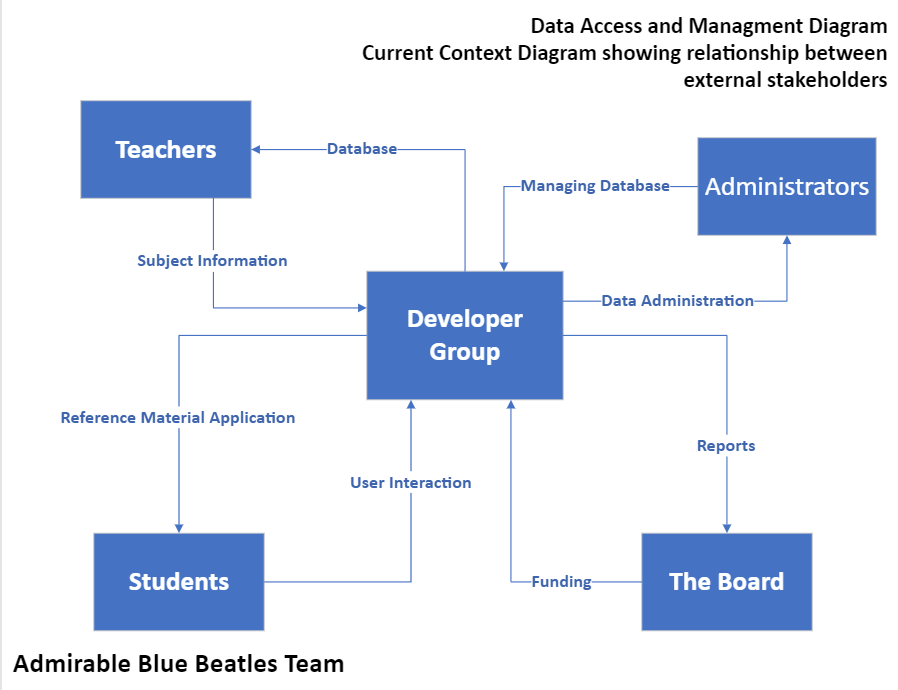 Data Access and Managment Diagram
Current Context Diagram showing relationship between
external stakeholders
Teachers
Database
Managing Database
Administrators
Subject Information
Data Administration
Developer
Group
Reference Material Application
Reports
User Interaction
Students
Funding
The Board
Admirable Blue Beatles Team